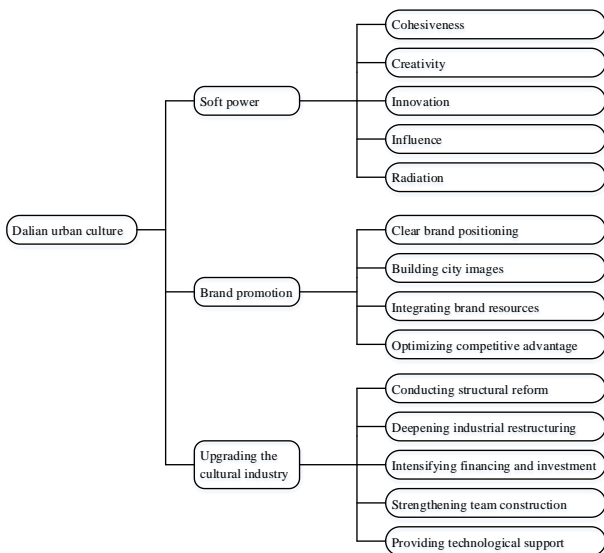 Dalian urban culture
Soft power
Cohesiveness
Creativity
Innovation
Influence
Radiation
Brand promotion
Clear brand positioning
Building city images
Integrating brand resources
Optimizing competitive advantage
Upgrading the
cultural industry
Conducting structural reform
Deepening industrial restructuring
Intensifying financing and investment
Strengthening team construction
Providing technological support